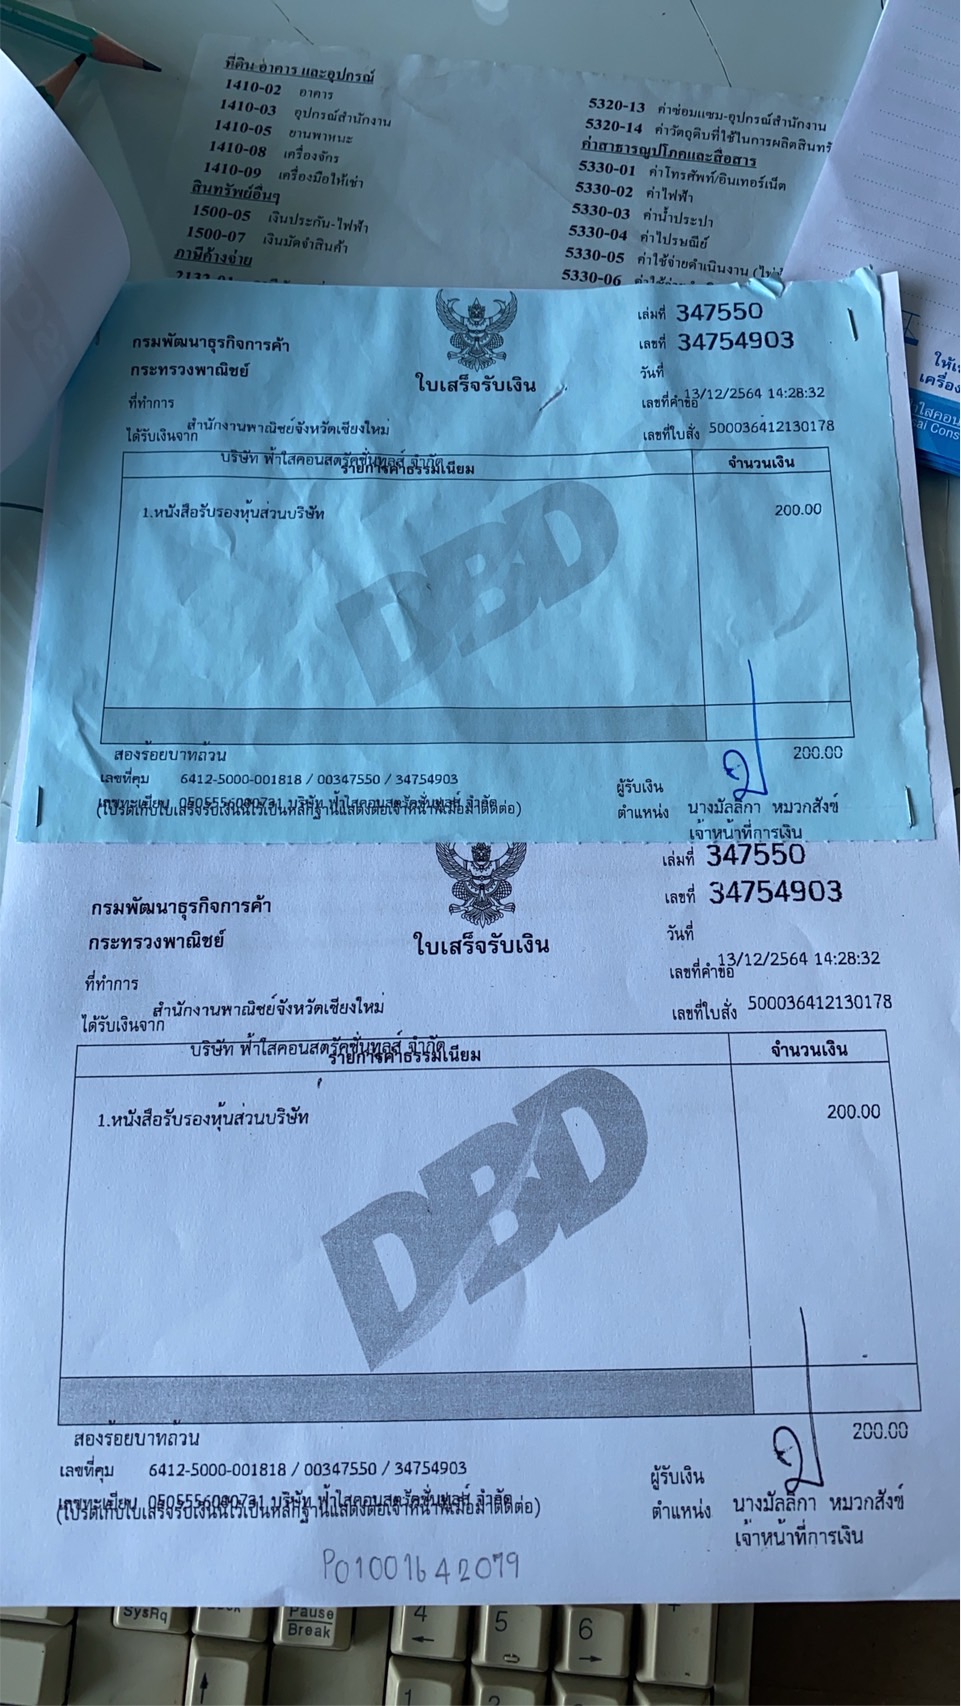 ที่ดิน อาคาร และอุปกรณ์
1410-02 อาคาร
1410-03 อุปกรณ์สำนักงาน
1410-05 ยานพาหนะ
1410-08 เครื่องจักร
1410-09 เครื่องมือให้เช่า
สินทรัพย์อื่นๆ
1500-05 เงินประกัน-ไฟฟ้า
1500-07 เงินมัดจำสินค้า
ภาษีค้างจ่าย
5320-13 ค่าซ่อมแซม-อุปกรณ์สำนักงาน
5320-14 ค่าวัตถุดิบที่ใช้ในการผลิตสินทรั
ค่าสาธารณูปโภคและสื่อสาร
5330-01 ค่าโทรศัพท์/อินเทอร์เน็ต
5330-02 ค่าไฟฟ้า
5330-03 ค่าน้ำประปา
5330-04 ค่าไปรษณีย์
5330-05 ค่าใช้จ่ายดำเนินงาน
5330-06
เล่มที่ 347550
เลขที่ 34754903
กรมพัฒนาธุรกิจการค้า
กระทรวงพาณิชย์
ใบเสร็จรับเงิน
วันที่ 13/12/2564 14:28:32
ที่ทำการ สำนักงานพาณิชย์จังหวัดเชียงใหม่
เลขที่คำขอ
เลขที่ใบสั่ง 500036412130178
ได้รับเงินจาก บริษัท ฟ้าใสคอนสตรัคชั่นทูลส์ จำกัด
รายการค่าธรรมเนียม จำนวนเงิน
1.หนังสือรับรองหุ้นส่วนบริษัท 200.00
DBD
สองร้อยบาทถ้วน 200.00
เลขที่คุม 6412-5000-001818 / 00347550 / 34754903
ผู้รับเงิน
เลขทะเบียน 0505556000731 บริษัท ฟ้าใสคอนสตรัคชั่นทูลส์ จำกัด
(โปรดเก็บใบเสร็จรับเงินนี้ไว้เป็นหลักฐานแสดงต่อเจ้าหน้าที่เมื่อมาติดต่อ)
ตำแหน่ง นางมัลลิกา หมวกสังข์
เจ้าหน้าที่การเงิน
เล่มที่ 347550
เลขที่ 34754903
กรมพัฒนาธุรกิจการค้า
กระทรวงพาณิชย์
ใบเสร็จรับเงิน
วันที่ 13/12/2564 14:28:32
ที่ทำการ สำนักงานพาณิชย์จังหวัดเชียงใหม่
เลขที่คำขอ
เลขที่ใบสั่ง 500036412130178
ได้รับเงินจาก บริษัท ฟ้าใสคอนสตรัคชั่นทูลส์ จำกัด
รายการค่าธรรมเนียม จำนวนเงิน
1.หนังสือรับรองหุ้นส่วนบริษัท 200.00
DBD
สองร้อยบาทถ้วน 200.00
เลขที่คุม 6412-5000-001818 / 00347550 / 34754903
ผู้รับเงิน
เลขทะเบียน 0505556000731 บริษัท ฟ้าใสคอนสตรัคชั่นทูลส์ จำกัด
(โปรดเก็บใบเสร็จรับเงินนี้ไว้เป็นหลักฐานแสดงต่อเจ้าหน้าที่เมื่อมาติดต่อ)
ตำแหน่ง นางมัลลิกา หมวกสังข์
เจ้าหน้าที่การเงิน
PO1001642079
SysRq
Pause
Break
4
5
6